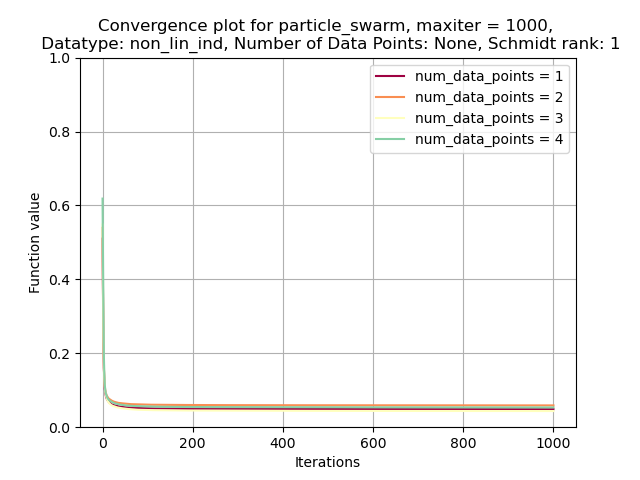 Convergence plot for particle_swarm, maxiter = 1000,
Datatype: non_lin_ind, Number of Data Points: None, Schmidt rank: 1
1.0
0.8
0.6
0.4
0.2
0.0
Function value
num_data_points = 1
num_data_points = 2
num_data_points = 3
num_data_points = 4
0 200 400 600 800 1000
Iterations